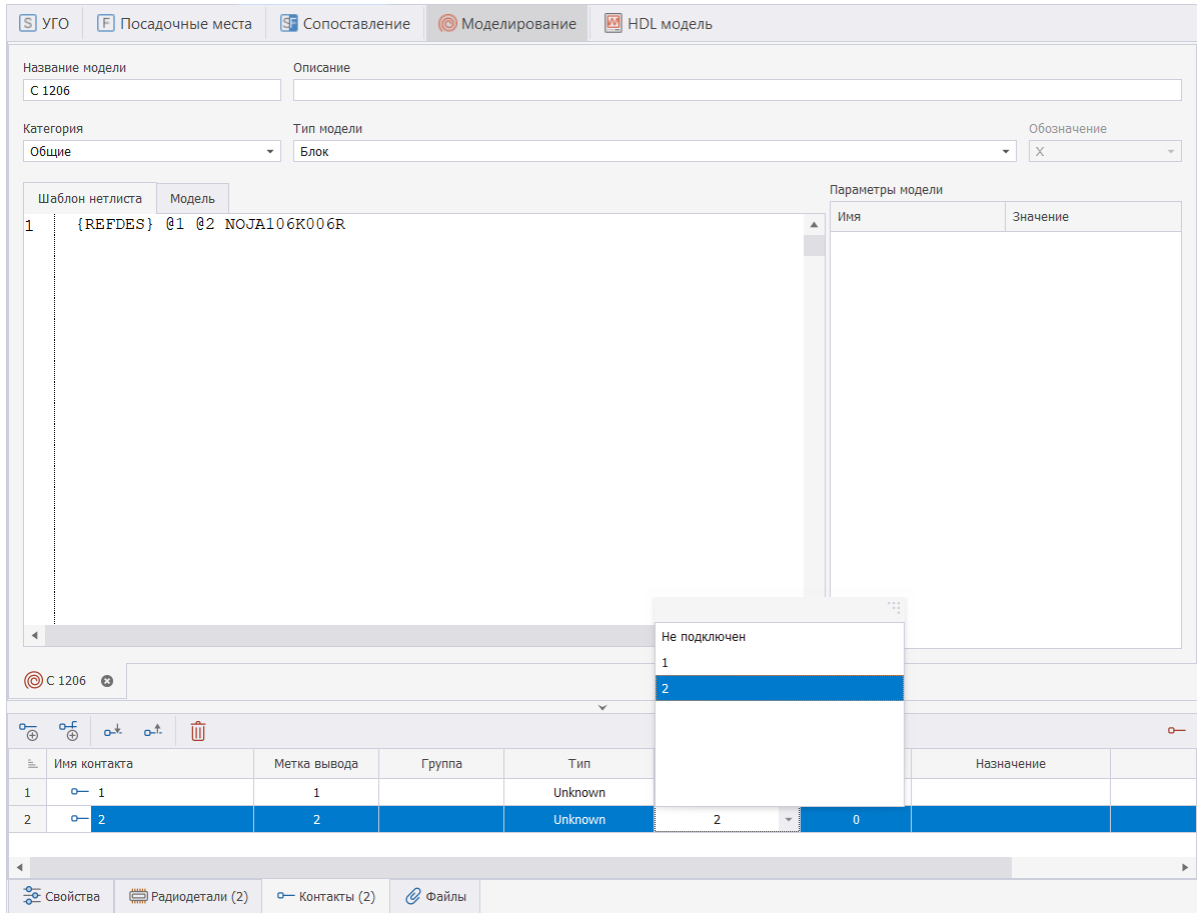 УГО Посадочные места Сопоставление Моделирование HDL модель
Название модели Описание
C 1206
Категория Тип модели Обозначение
Общие Блок X
Шаблон нетлиста Модель Параметры модели
1 {REFDES} @1 @2 NOJA106K006R Имя Значение
Не подключен
1
2
C 1206
Имя контакта Метка вывода Группа Тип Назначение
1 1 1 Unknown
2 2 2 Unknown 2 0
Свойства Радиодетали (2) Контакты (2) Файлы